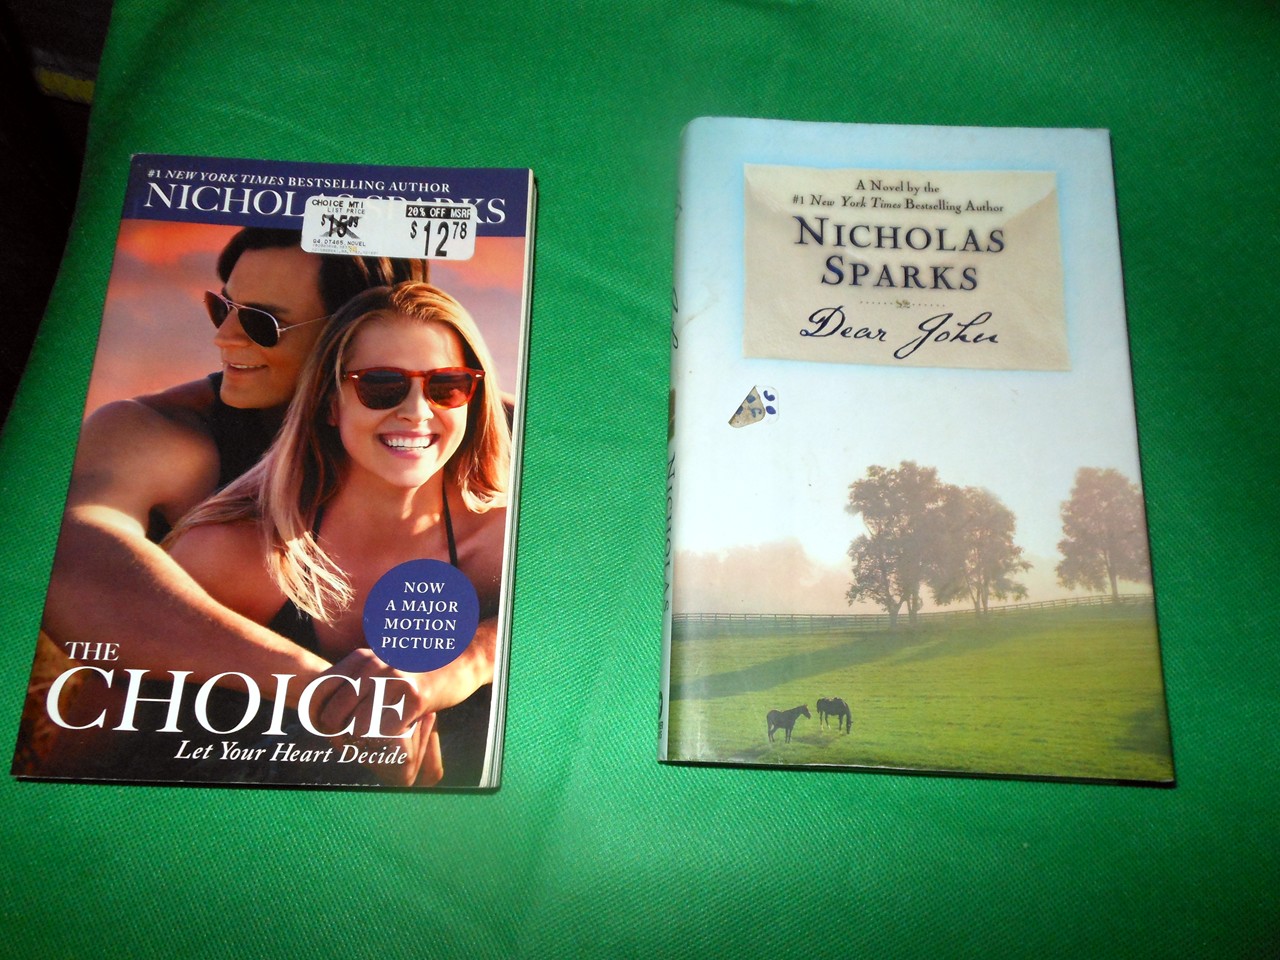 #1 NEW YORK TIMES BESTSELLING AUTHOR
NICHOLAS SPARKS
CHOICE MTI
LIST PRICE
20% OFF MSRP
$12.78
THE
CHOICE
Let Your Heart Decide
NOW
A MAJOR
MOTION
PICTURE
A Novel by the
#1 New York Times Bestselling Author
NICHOLAS
SPARKS
Dear John